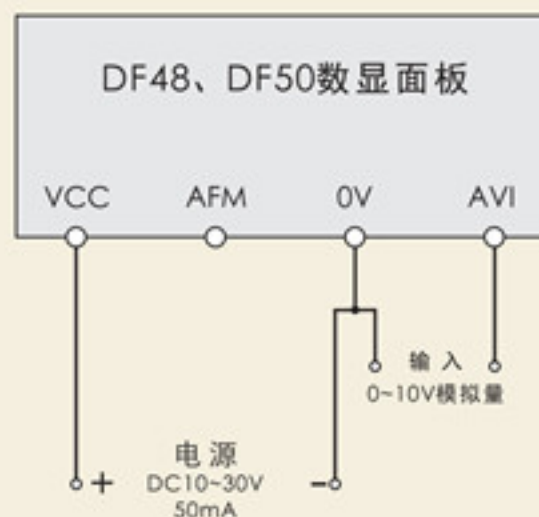 DF48、DF50数显面板
VCC AFM 0V AVI
输入
0~10V模拟量
电源
+ DC10~30V -
50mA